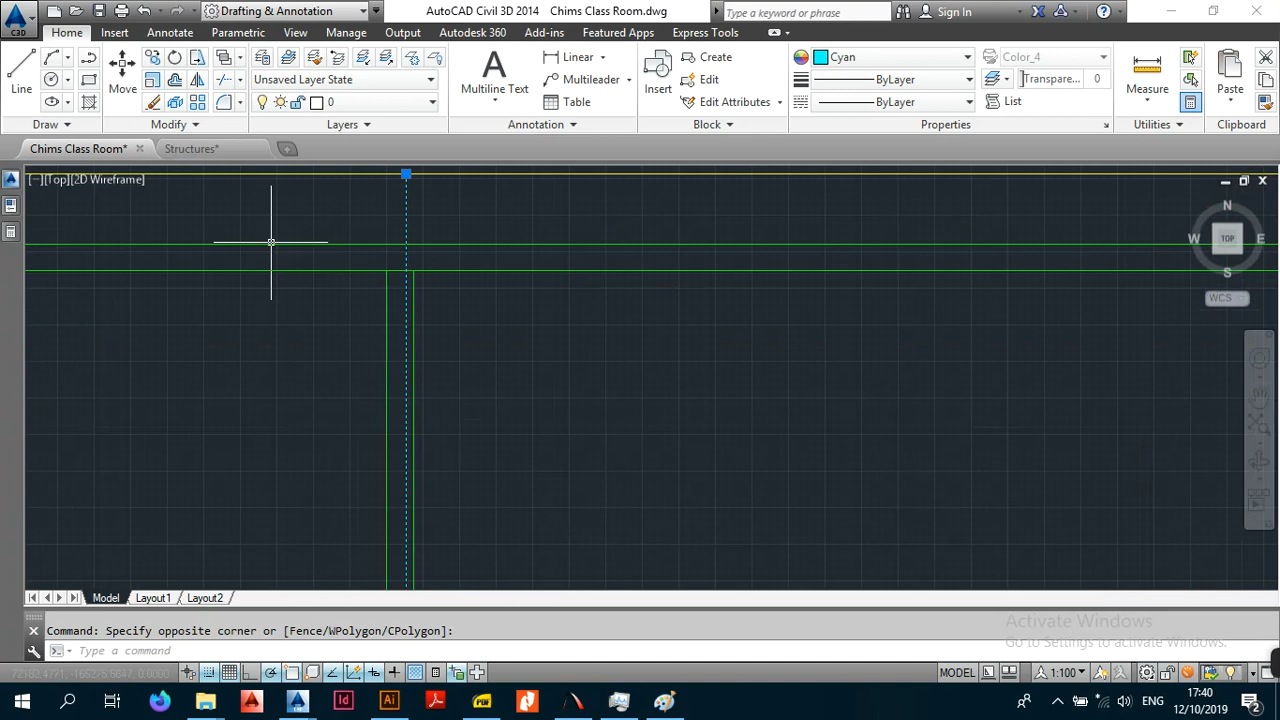 Drafting & Annotation
AutoCAD Civil 3D 2014 Chims Class Room.dwg
Type a keyword or phrase
Sign In
C3D
Home Insert Annotate Parametric View Manage Output Autodesk 360 Add-ins Featured Apps Express Tools
Line
Move
Unsaved Layer State
0
Multiline Text
Linear
Multileader
Table
Insert
Create
Edit
Edit Attributes
Cyan
ByLayer
ByLayer
Color_4
Transpare... 0
List
Measure
Paste
Draw Modify Layers Annotation Block Properties Utilities Clipboard
Chims Class Room* Structures*
[−][Top][2D Wireframe]
N
W TOP E
S
WCS
Model Layout1 Layout2
Command: Specify opposite corner or [Fence/WPolygon/CPolygon]:
Type a command
Activate Windows
Go to Settings to activate Windows.
MODEL 1:100
Id Ai PDF
ENG
17:40
12/10/2019
2